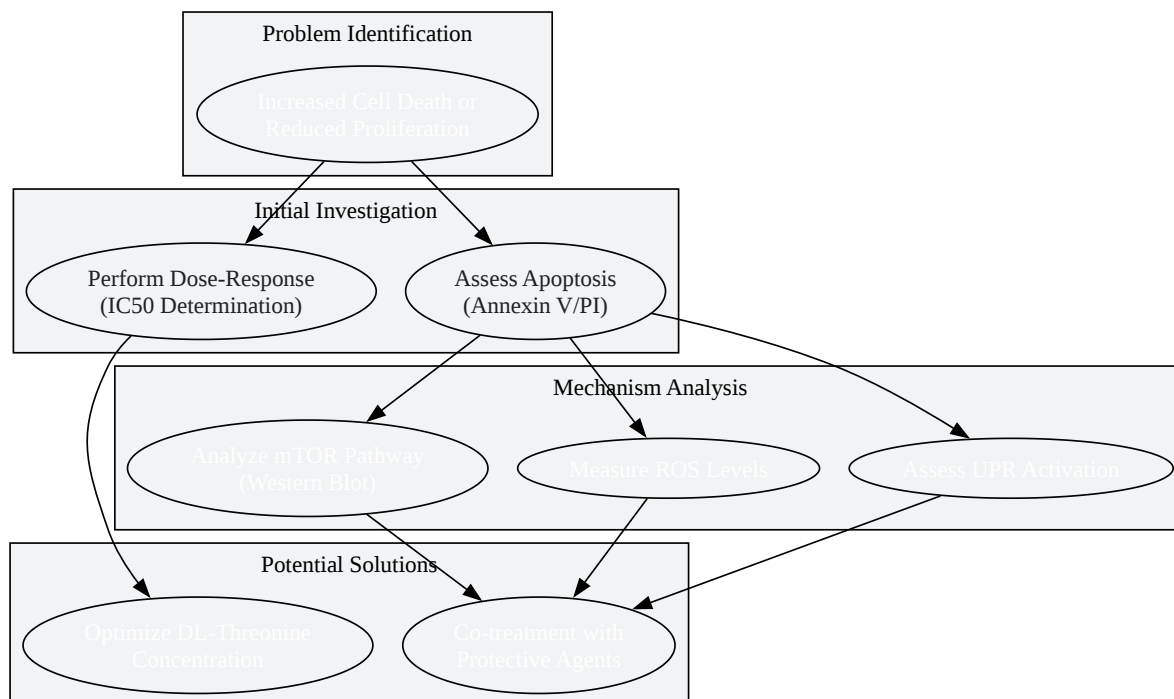 Problem Identification
Increased Cell Death or
Reduced Proliferation
Initial Investigation
Perform Dose-Response
(IC50 Determination)
Assess Apoptosis
(Annexin V/PI)
Mechanism Analysis
Analyze mTOR Pathway
(Western Blot)
Measure ROS Levels
Assess UPR Activation
Potential Solutions
Optimize DL-Threonine
Concentration
Co-treatment with
Protective Agents